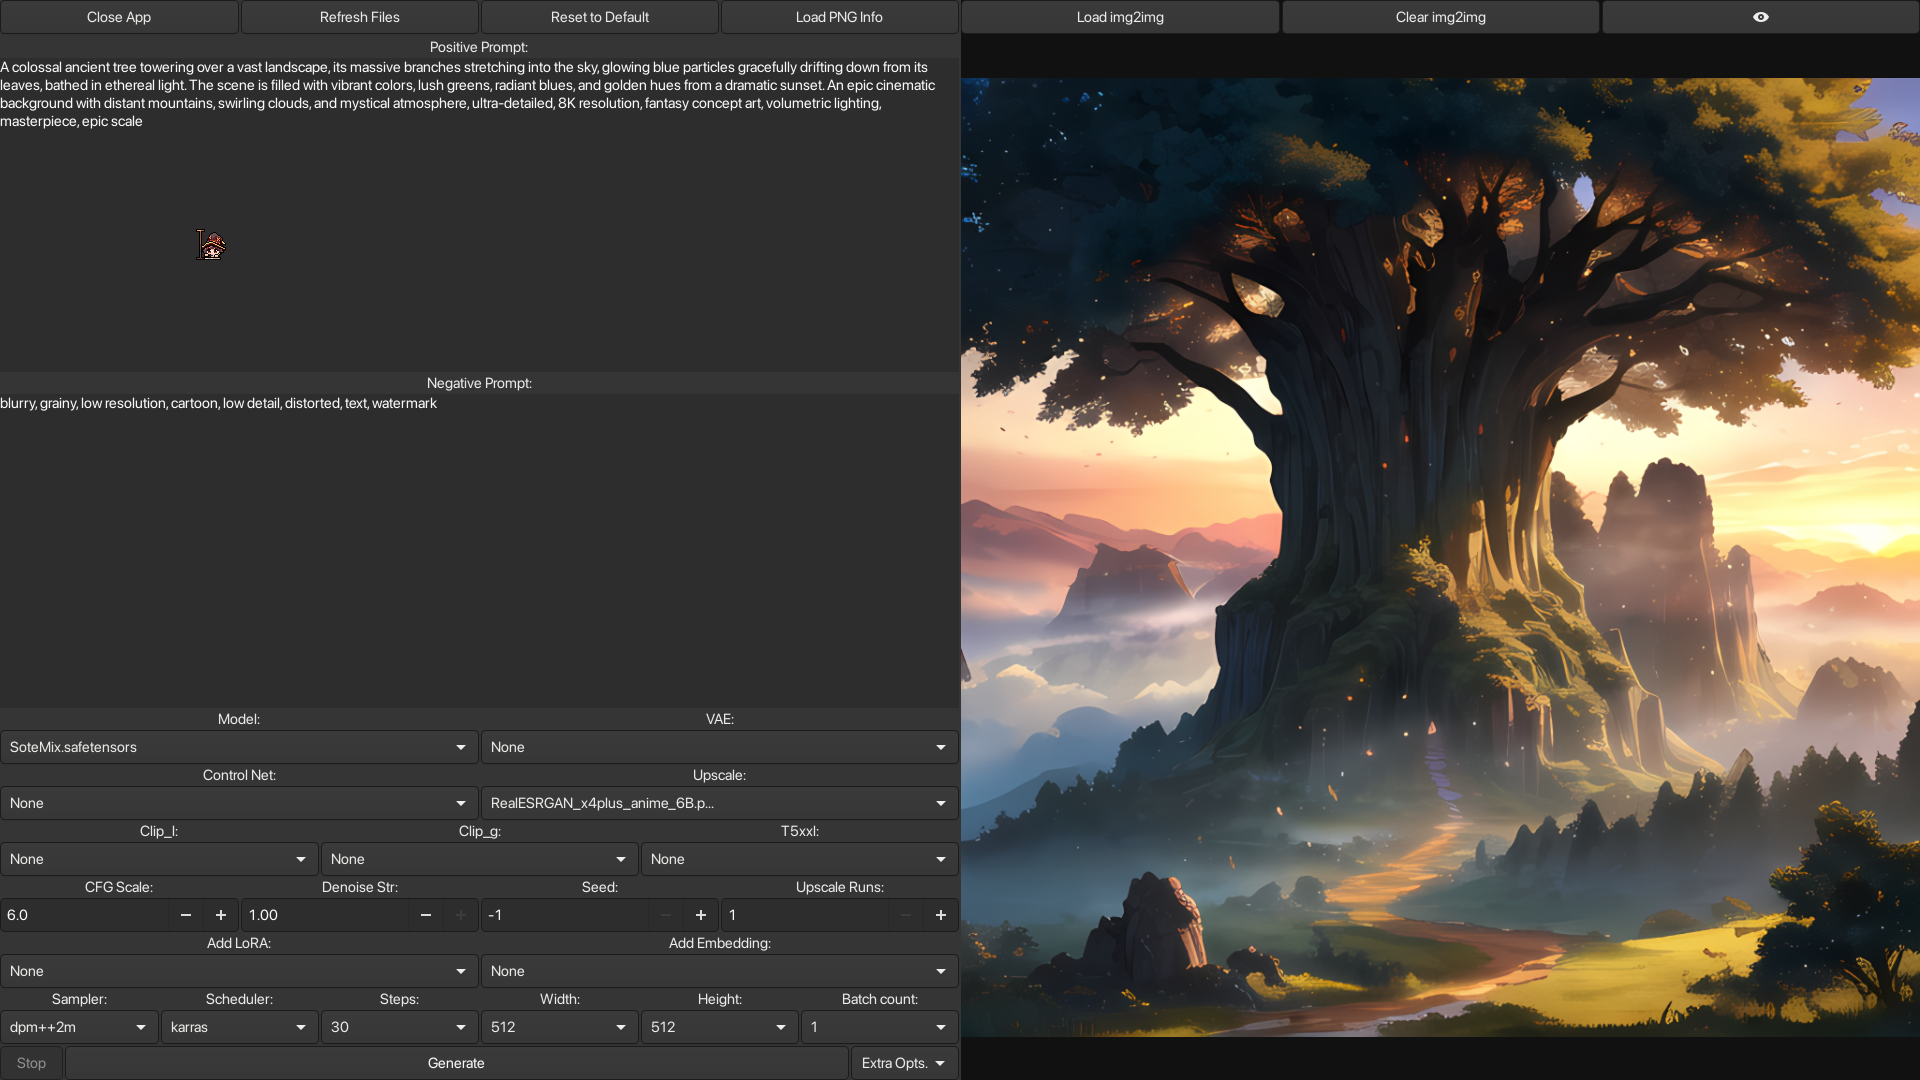 Close App
Refresh Files
Reset to Default
Load PNG Info
Load img2img
Clear img2img
Positive Prompt:
A colossal ancient tree towering over a vast landscape, its massive branches stretching into the sky, glowing blue particles gracefully drifting down from its
leaves, bathed in ethereal light. The scene is filled with vibrant colors, lush greens, radiant blues, and golden hues from a dramatic sunset. An epic cinematic
background with distant mountains, swirling clouds, and mystical atmosphere, ultra-detailed, 8K resolution, fantasy concept art, volumetric lighting,
masterpiece, epic scale
Negative Prompt:
blurry, grainy, low resolution, cartoon, low detail, distorted, text, watermark
Model:
VAE:
SoteMix.safetensors
None
Control Net:
Upscale:
None
RealESRGAN_x4plus_anime_6B.p...
Clip_l:
Clip_g:
T5xxl:
None
None
None
CFG Scale:
Denoise Str:
Seed:
Upscale Runs:
6.0
1.00
-1
1
Add LoRA:
Add Embedding:
None
None
Sampler:
Scheduler:
Steps:
Width:
Height:
Batch count:
dpm++2m
karras
30
512
512
1
Stop
Generate
Extra Opts.